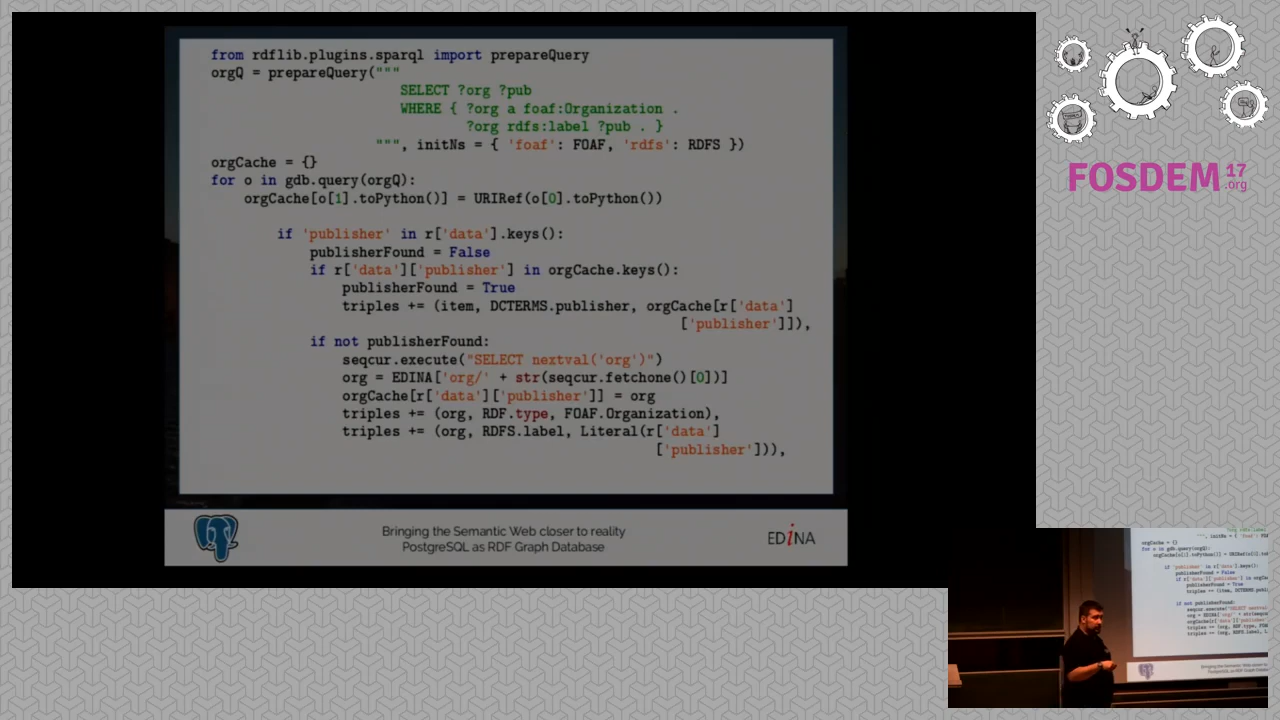 from rdflib.plugins.sparql import prepareQuery
orgQ = prepareQuery("""
SELECT ?org ?pub
WHERE { ?org a foaf:Organization .
?org rdfs:label ?pub . }
""", initNs = { 'foaf': FOAF, 'rdfs': RDFS })
orgCache = {}
for o in gdb.query(orgQ):
orgCache[o[1].toPython()] = URIRef(o[0].toPython())
if 'publisher' in r['data'].keys():
publisherFound = False
if r['data']['publisher'] in orgCache.keys():
publisherFound = True
triples += (item, DCTERMS.publisher, orgCache[r['data']
['publisher']]),
if not publisherFound:
seqcur.execute("SELECT nextval('org')")
org = EDINA['org/' + str(seqcur.fetchone()[0])]
orgCache[r['data']['publisher']] = org
triples += (org, RDF.type, FOAF.Organization),
triples += (org, RDFS.label, Literal(r['data']
['publisher'])),
Bringing the Semantic Web closer to reality
PostgreSQL as RDF Graph Database
EDINA
FOSDEM 17
.org